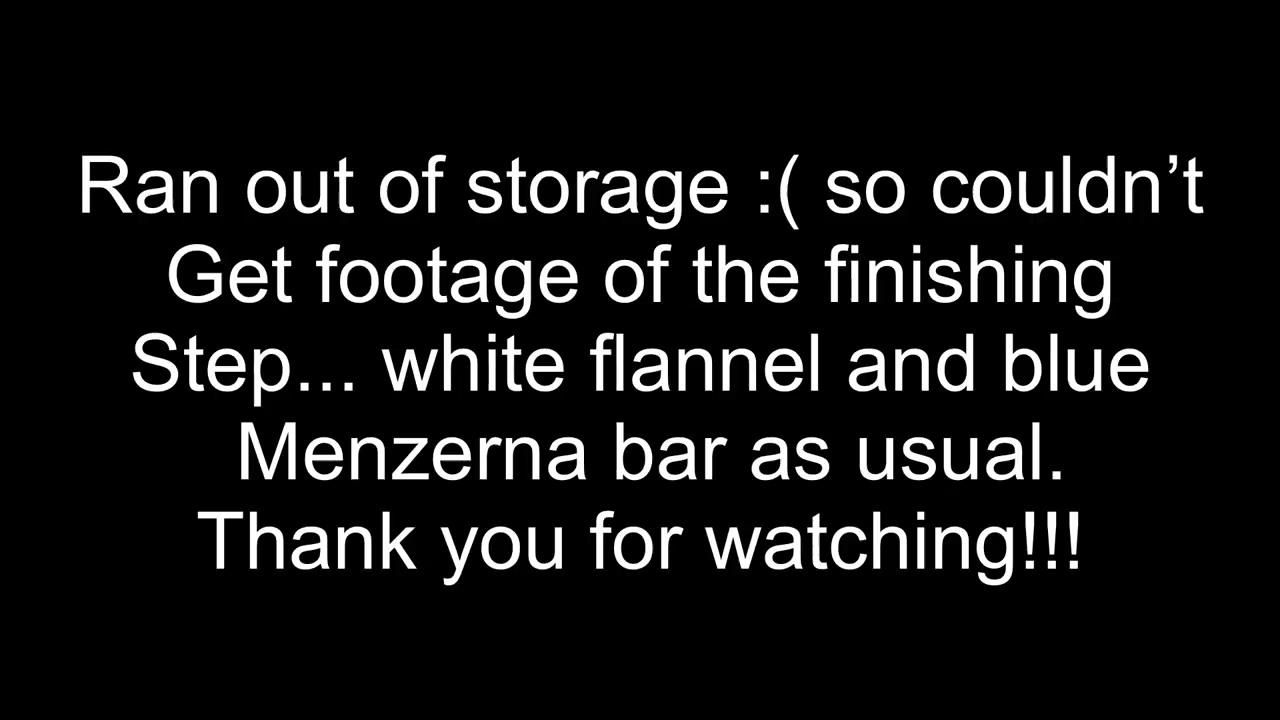 Ran out of storage :( so couldn’t
Get footage of the finishing
Step... white flannel and blue
Menzerna bar as usual.
Thank you for watching!!!